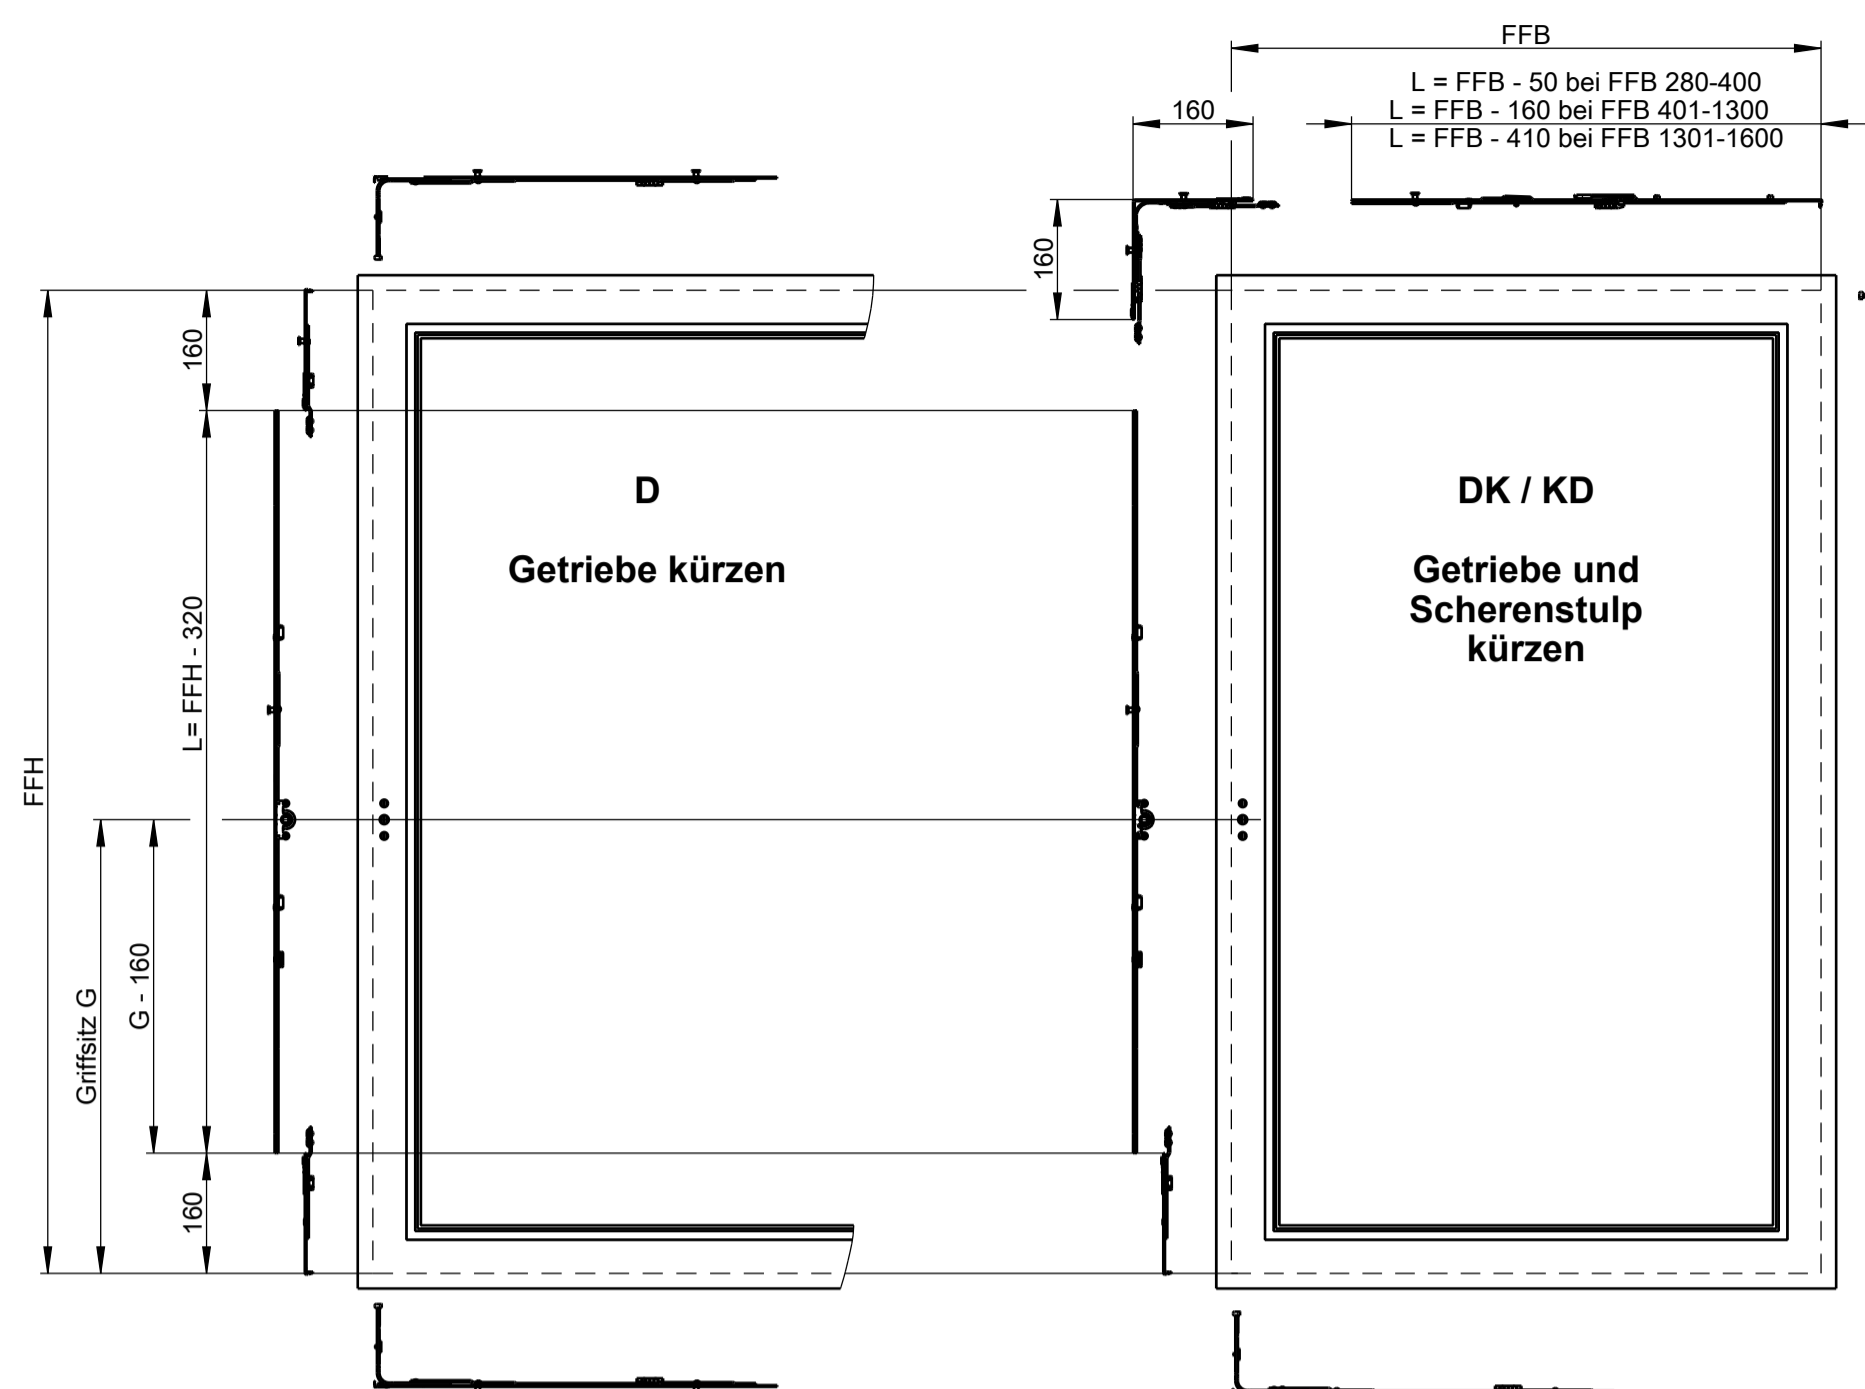 FFB
L = FFB - 50 bei FFB 280-400
160
L = FFB - 160 bei FFB 401-1300
L = FFB - 410 bei FFB 1301-1600
160
160
D
DK / KD
Getriebe kürzen
Getriebe und
Scherenstulp
kürzen
L= FFH - 320
FFH
G - 160
Griffsitz G
160